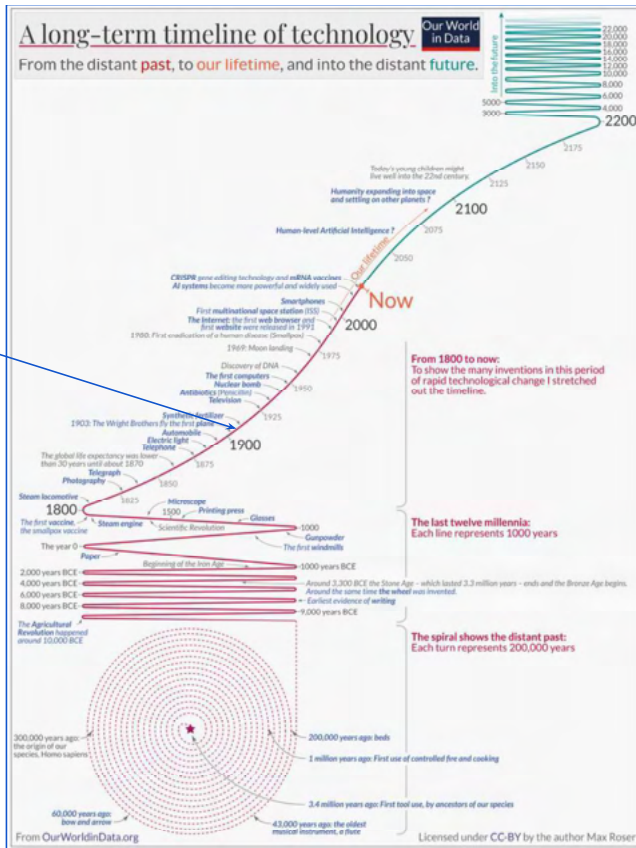 A long-term timeline of technology
Our World
in Data
From the distant past, to our lifetime, and into the distant future.
Into the future
22,000
20,000
18,000
16,000
14,000
12,000
10,000
8,000
6,000
5000
4,000
3000
2200
2175
2150
Today's young children might
live well into the 22nd century.
2125
Humanity expanding into space
and settling on other planets?
2100
2075
Human-level Artificial Intelligence?
2050
Our lifetime
CRISPR gene-editing technology and mRNA vaccines
AI systems become more powerful and widely used
Now
Smartphones
First multinational space station (ISS)
2000
The Internet: the first web browser and
first website were released in 1991
1980: First eradication of a human disease (Smallpox)
1975
1969: Moon landing
From 1800 to now:
To show the many inventions in this period
of rapid technological change I stretched
out the timeline.
Discovery of DNA
The first computers
Nuclear bomb
1950
Antibiotics (Penicillin)
Television
1925
Synthetic fertilizer
1903: The Wright Brothers fly the first plane
Automobile
1900
Electric light
Telephone
The global life expectancy was lower
than 30 years until about 1870
1875
Telegraph
1850
Photography
1825
Steam locomotive
1800
Microscope
1500
Printing press
The first vaccine,
the smallpox vaccine
Steam engine
Scientific Revolution
Glasses
1000
The last twelve millennia:
Each line represents 1000 years
Gunpowder
The first windmills
The year 0
Paper
Beginning of the Iron Age
1000 years BCE
2,000 years BCE
4,000 years BCE
Around 3,300 BCE the Stone Age – which lasted 3.3 million years – ends and the Bronze Age begins.
Around the same time the wheel was invented.
6,000 years BCE
Earliest evidence of writing
8,000 years BCE
9,000 years BCE
The Agricultural
Revolution happened
around 10,000 BCE
The spiral shows the distant past:
Each turn represents 200,000 years
300,000 years ago:
the origin of our
species, Homo sapiens
200,000 years ago: beds
1 million years ago: First use of controlled fire and cooking
3.4 million years ago: First tool use, by ancestors of our species
60,000 years ago:
bow and arrow
43,000 years ago: the oldest
musical instrument, a flute
From OurWorldinData.org
Licensed under CC-BY by the author Max Roser